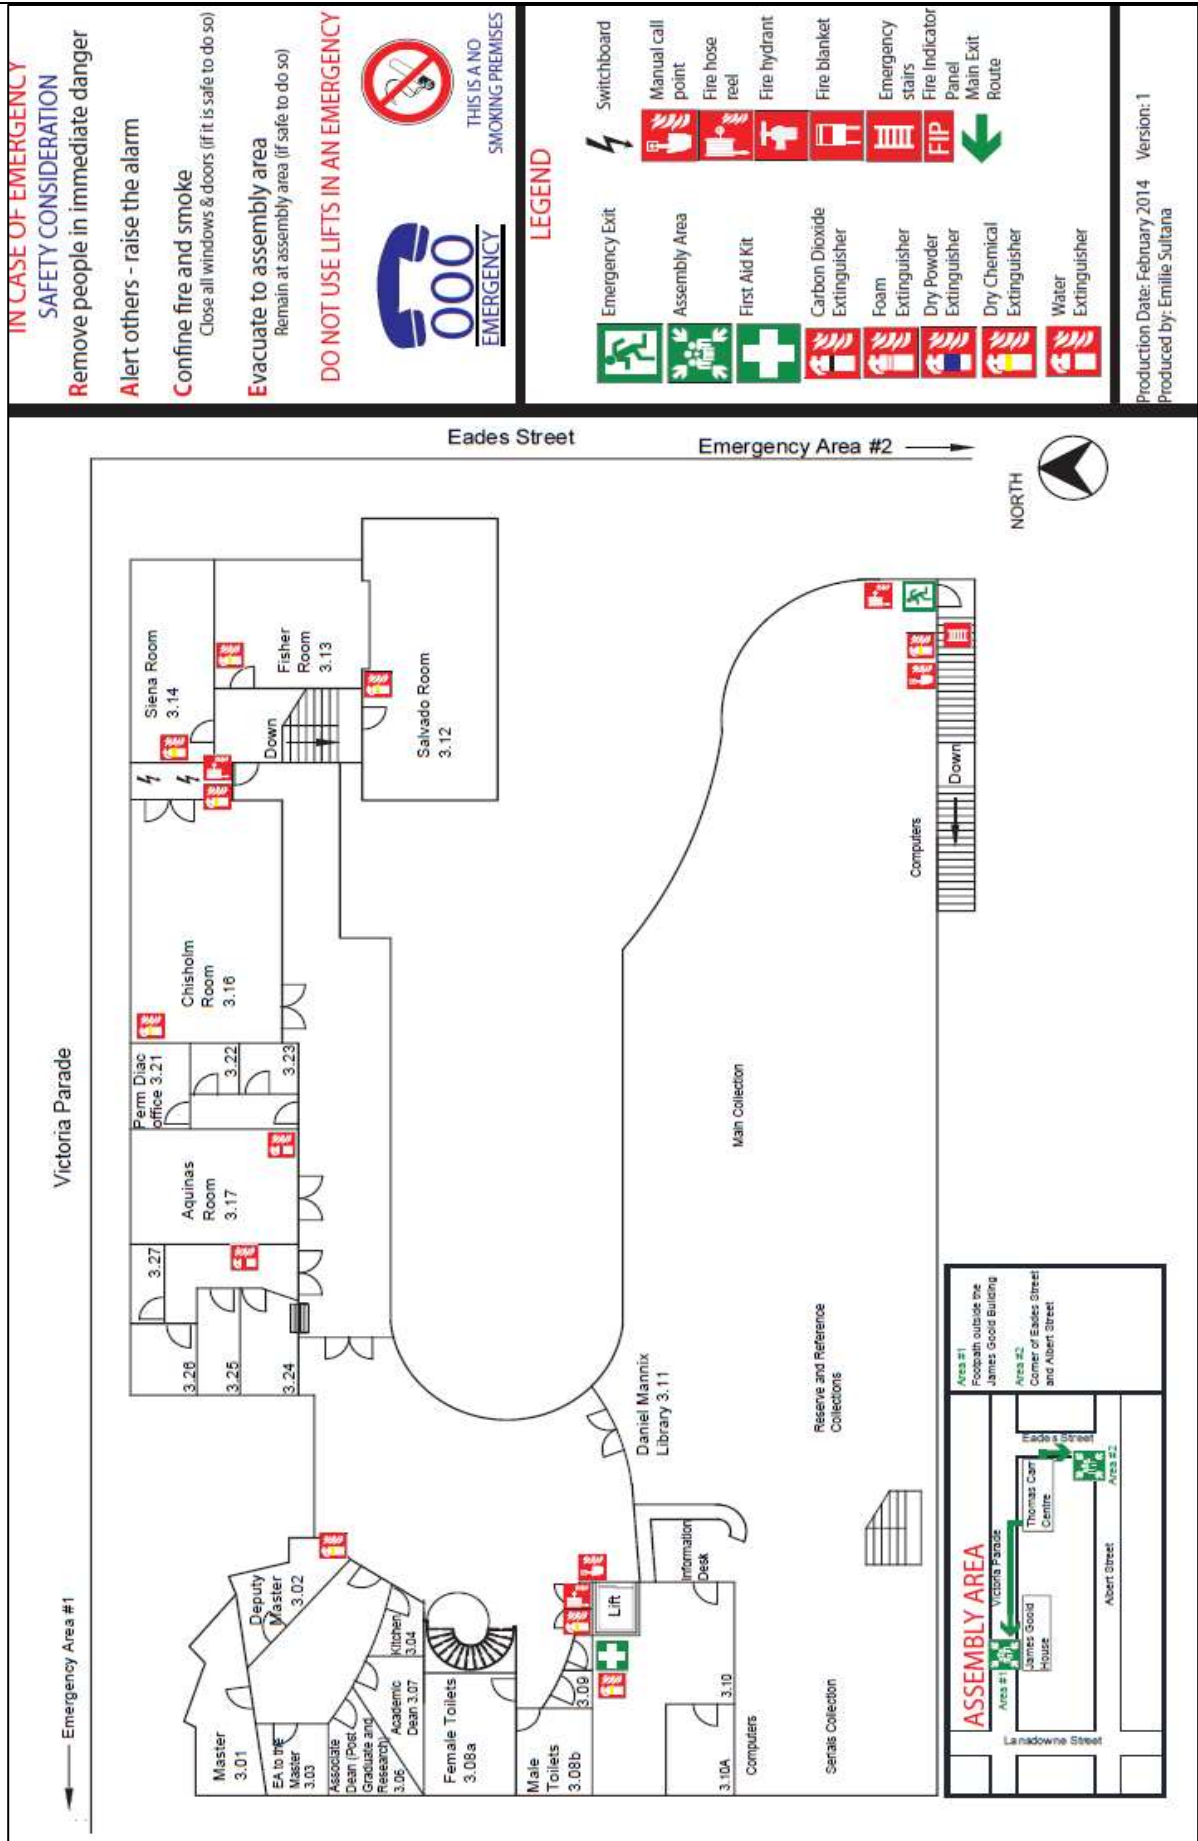 IN CASE OF EMERGENCY
SAFETY CONSIDERATION
Remove people in immediate danger
Alert others - raise the alarm
Confine fire and smoke
Close all windows & doors (if it is safe to do so)
Evacuate to assembly area
Remain at assembly area (if safe to do so)
DO NOT USE LIFTS IN AN EMERGENCY
000
EMERGENCY
THIS IS A NO
SMOKING PREMISES
LEGEND
Emergency Exit
Assembly Area
First Aid Kit
Carbon Dioxide
Extinguisher
Foam
Extinguisher
Dry Powder
Extinguisher
Dry Chemical
Extinguisher
Water
Extinguisher
Switchboard
Manual call
point
Fire hose
reel
Fire hydrant
Fire blanket
Emergency
stairs
FIP
Fire Indicator
Panel
Main Exit
Route
Production Date: February 2014 Version: 1
Produced by: Emilie Sultana
Emergency Area #1
Victoria Parade
Eades Street
Emergency Area #2
NORTH
Master
3.01
Deputy
Master
3.02
EA to the
Master
3.03
Associate
Dean (Post
Graduate and
Research)
3.06
Academic
Dean 3.07
Kitchen
3.04
Female Toilets
3.08a
Male
Toilets
3.08b
3.09
Lift
3.10
3.10A
Information
Desk
Computers
Serials Collection
Daniel Mannix
Library 3.11
Reserve and Reference
Collections
Main Collection
Computers
Down
3.26
3.25
3.24
3.27
Aquinas
Room
3.17
Perm Diac
office 3.21
3.22
3.23
Chisholm
Room
3.16
Siena Room
3.14
Fisher
Room
3.13
Down
Salvado Room
3.12
ASSEMBLY AREA
Area #1
Victoria Parade
James Goold
House
Thomas Carr
Centre
Eades Street
Area #2
Albert Street
Lansdowne Street
Area #1
Footpath outside the
James Goold Building
Area #2
Corner of Eades Street
and Albert Street